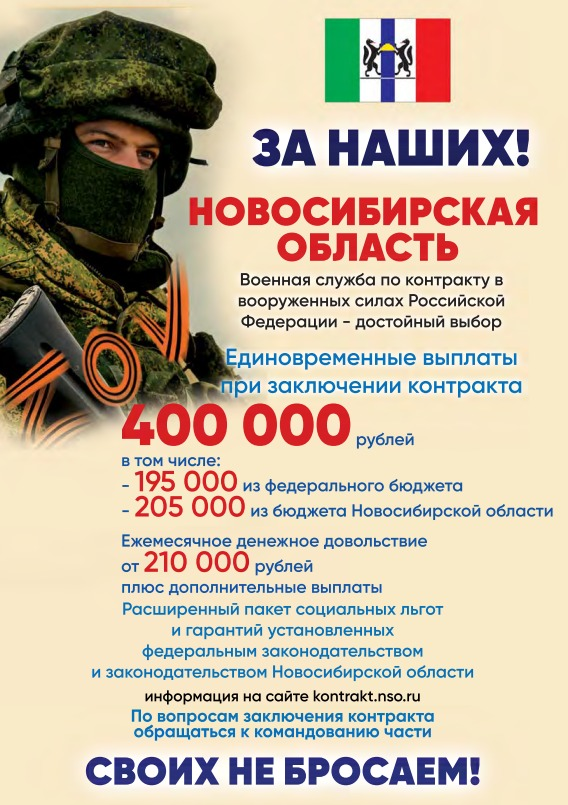 ЗА НАШИХ!
НОВОСИБИРСКАЯ
ОБЛАСТЬ
Военная служба по контракту в
вооруженных силах Российской
Федерации - достойный выбор
ZOV
Единовременные выплаты
при заключении контракта
400 000 рублей
в том числе:
- 195 000 из федерального бюджета
- 205 000 из бюджета Новосибирской области
Ежемесячное денежное довольствие
от 210 000 рублей
плюс дополнительные выплаты
Расширенный пакет социальных льгот
и гарантий установленных
федеральным законодательством
и законодательством Новосибирской области
информация на сайте kontrakt.nso.ru
По вопросам заключения контракта
обращаться к командованию части
СВОИХ НЕ БРОСАЕМ!